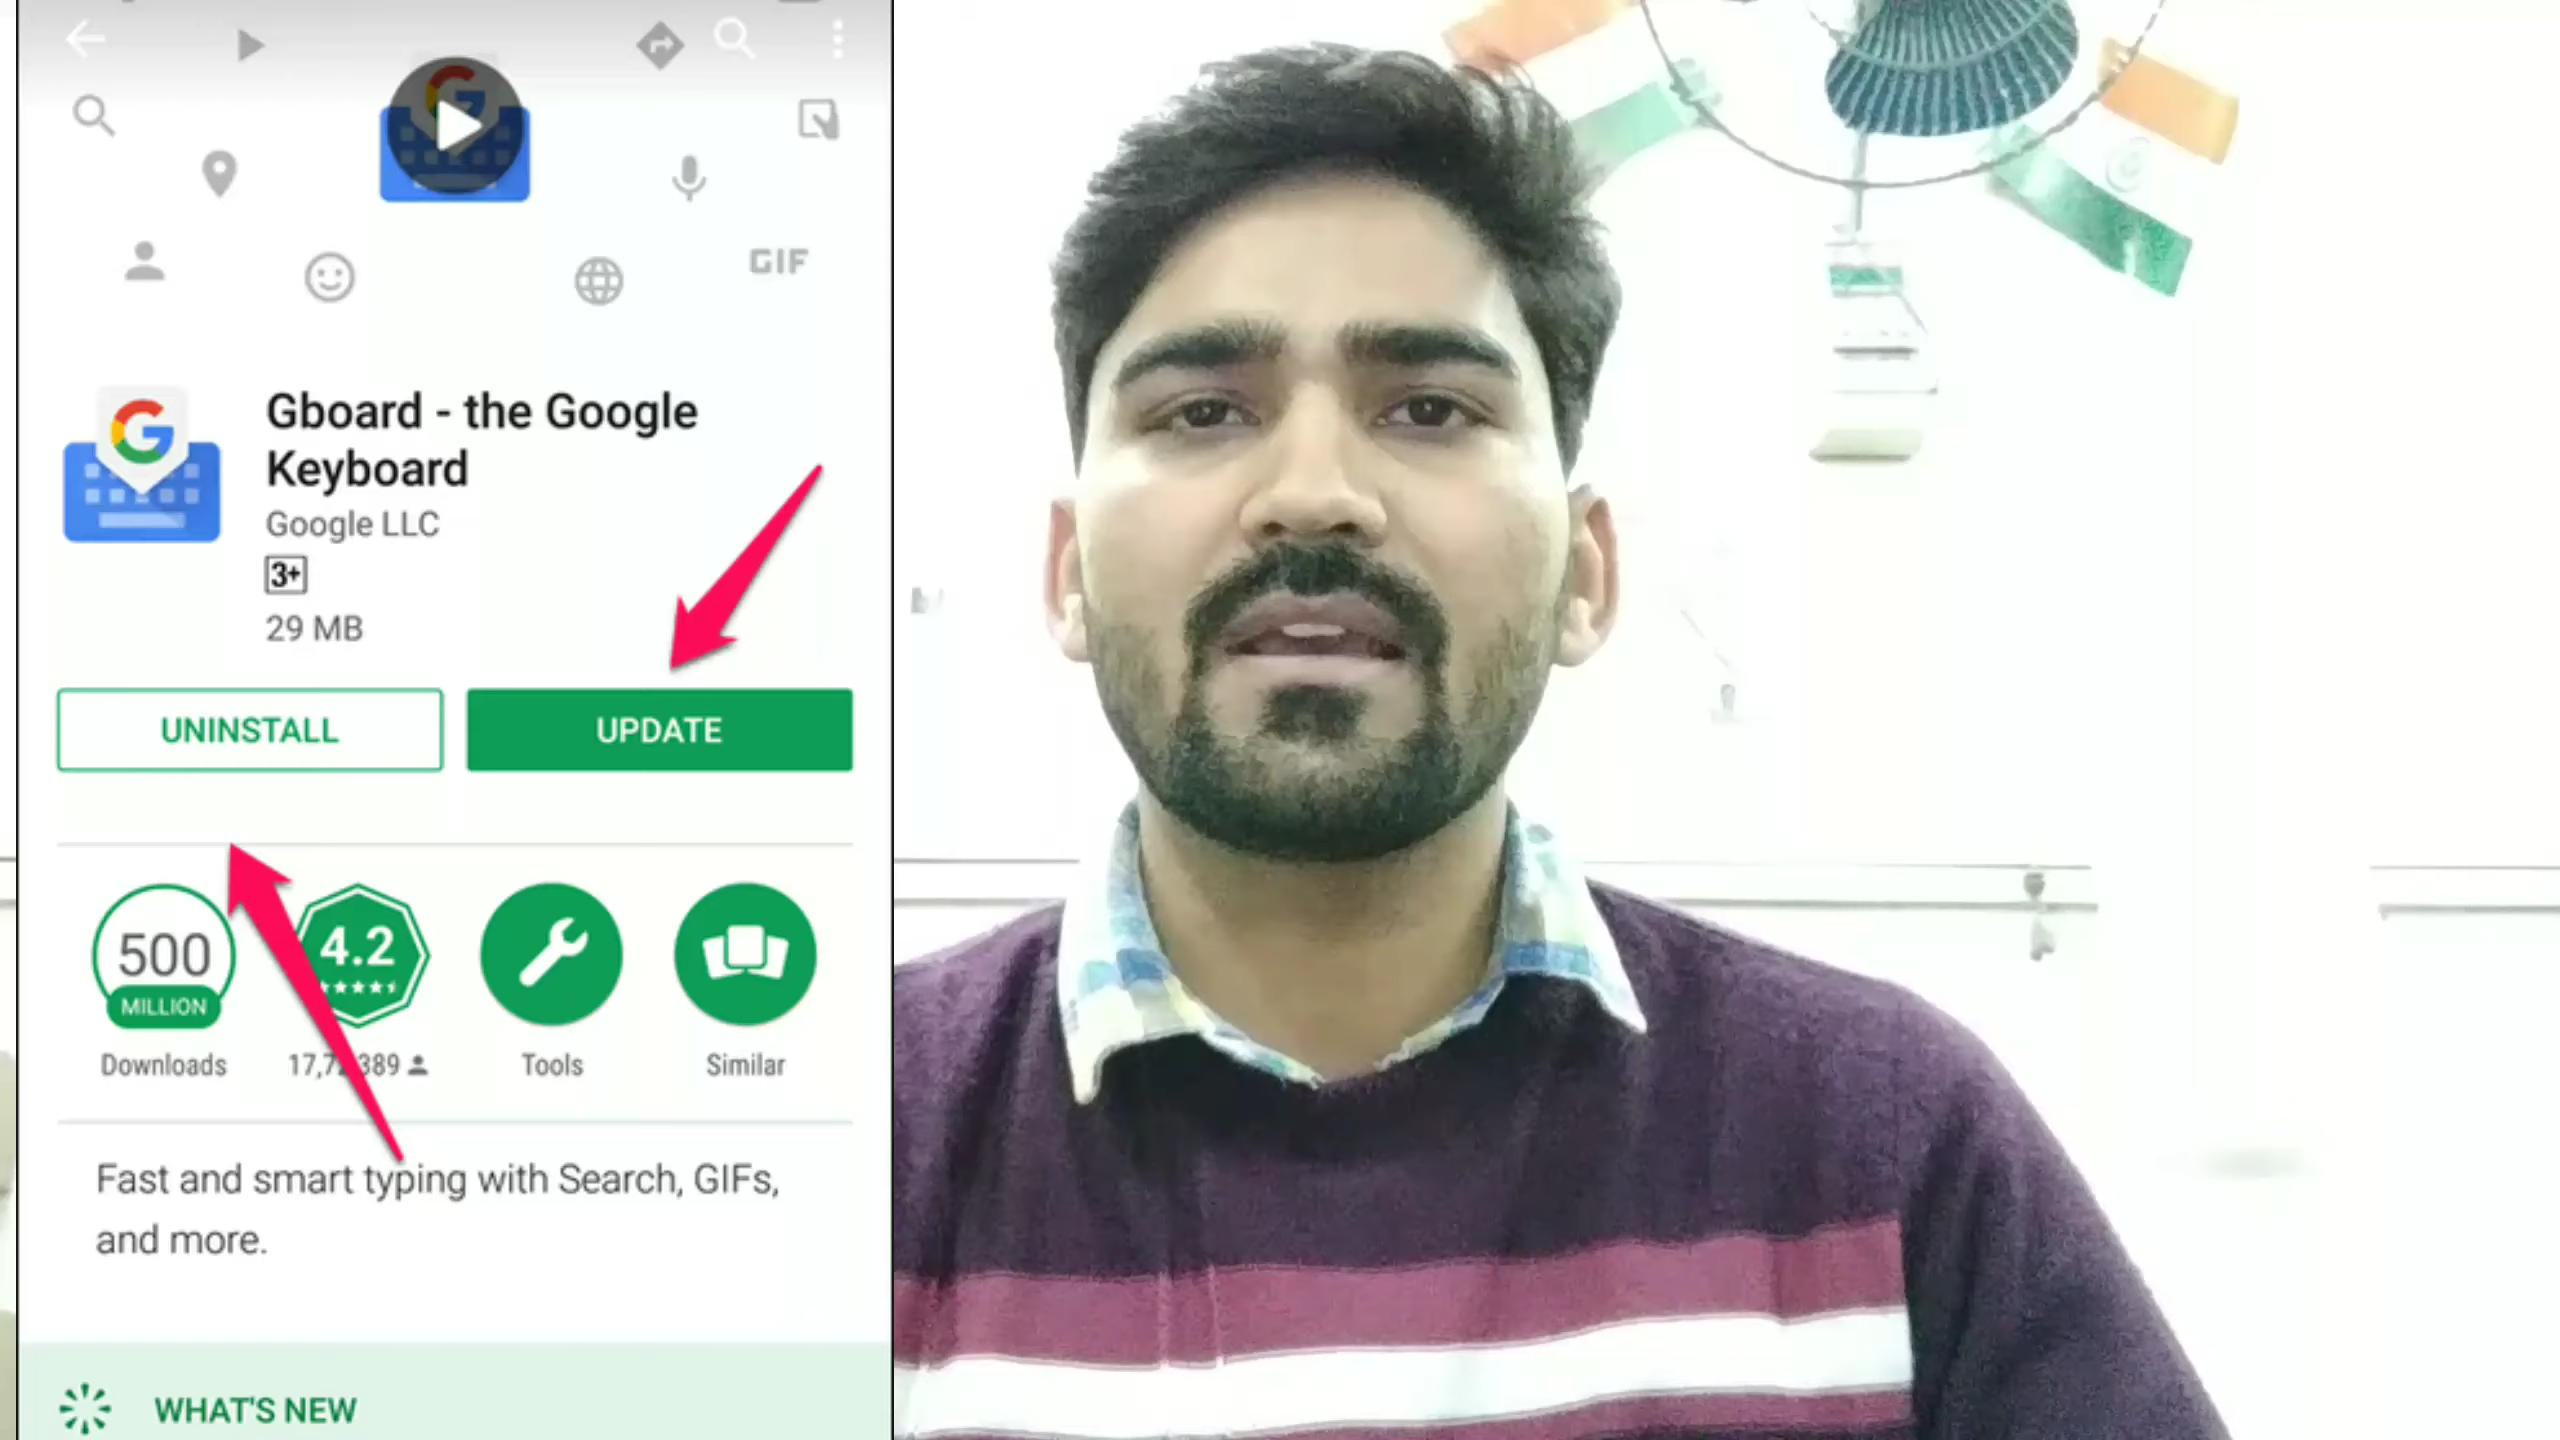 GIF
Gboard - the Google
Keyboard
Google LLC
3+
29 MB
UNINSTALL
UPDATE
500
MILLION
4.2
Downloads
Tools
Similar
Fast and smart typing with Search, GIFs,
and more.
WHAT'S NEW